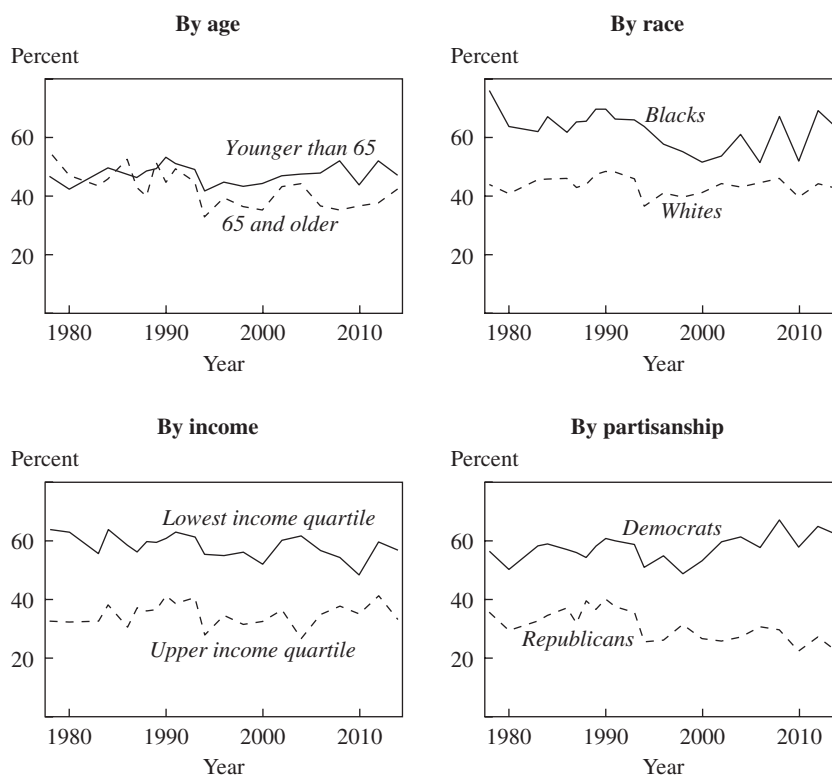 By age
Percent
60
40
20
Younger than 65
65 and older
1980 1990 2000 2010
Year
By race
Percent
60
40
20
Blacks
Whites
1980 1990 2000 2010
Year
By income
Percent
60
40
20
Lowest income quartile
Upper income quartile
1980 1990 2000 2010
Year
By partisanship
Percent
60
40
20
Democrats
Republicans
1980 1990 2000 2010
Year